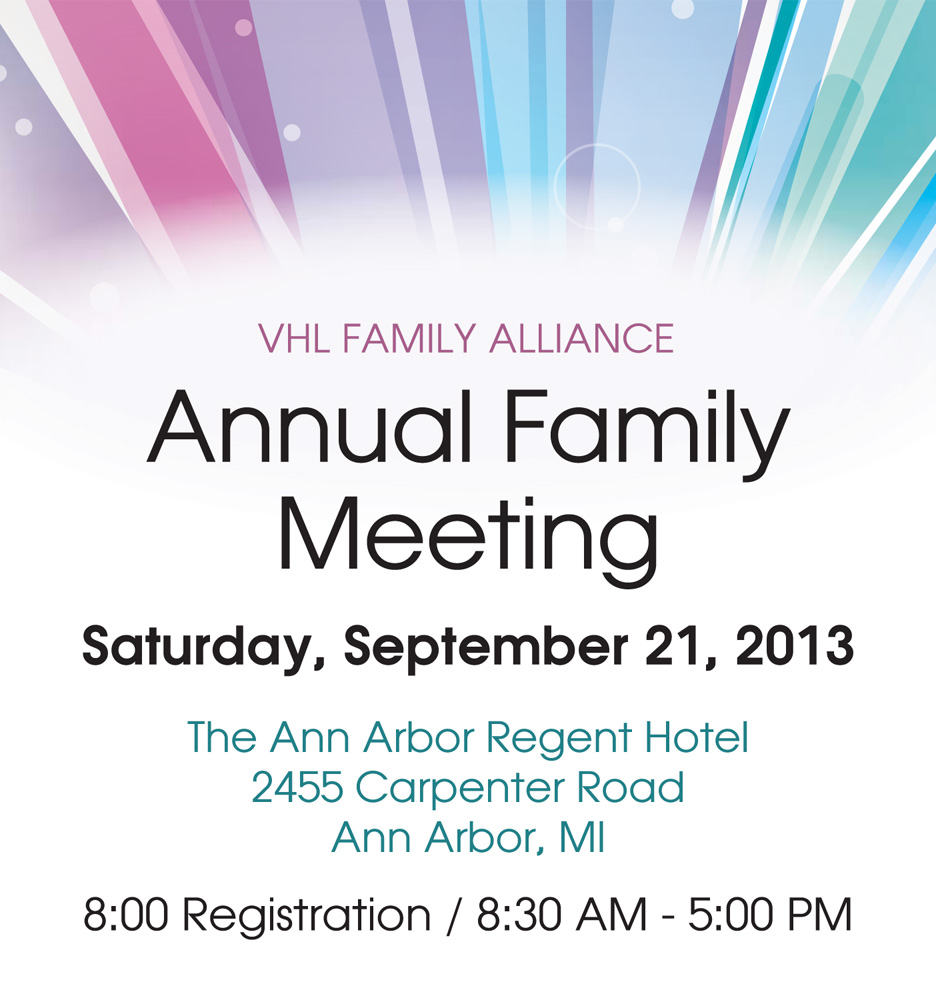 VHL FAMILY ALLIANCE
Annual Family
Meeting
Saturday, September 21, 2013
The Ann Arbor Regent Hotel
2455 Carpenter Road
Ann Arbor, MI
8:00 Registration / 8:30 AM - 5:00 PM